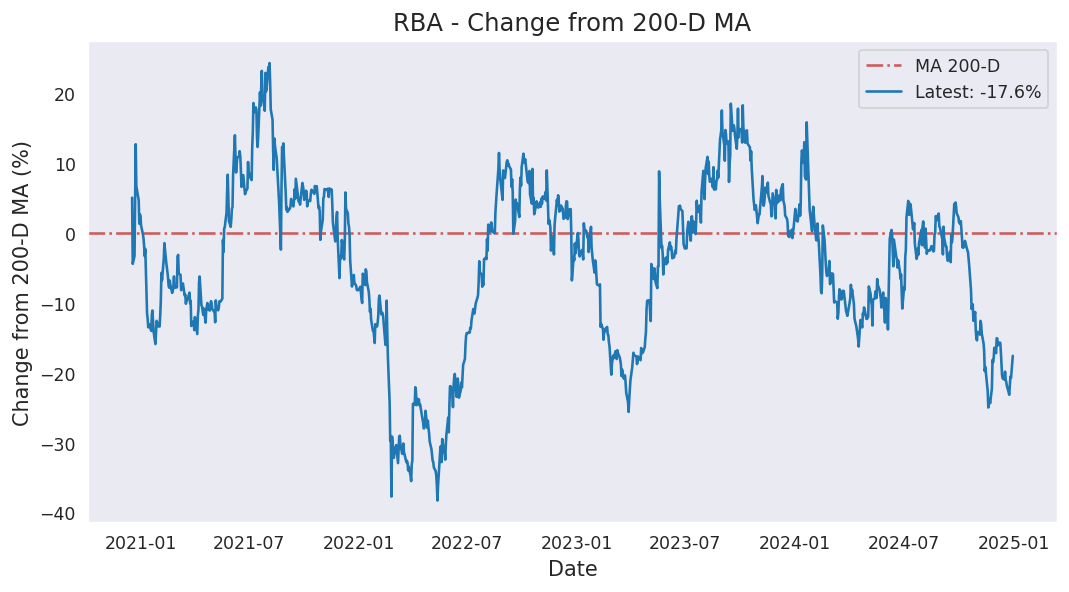 RBA - Change from 200-D MA
MA 200-D
Latest: -17.6%
Change from 200-D MA (%)
20
10
0
−10
−20
−30
−40
2021-01 2021-07 2022-01 2022-07 2023-01 2023-07 2024-01 2024-07 2025-01
Date